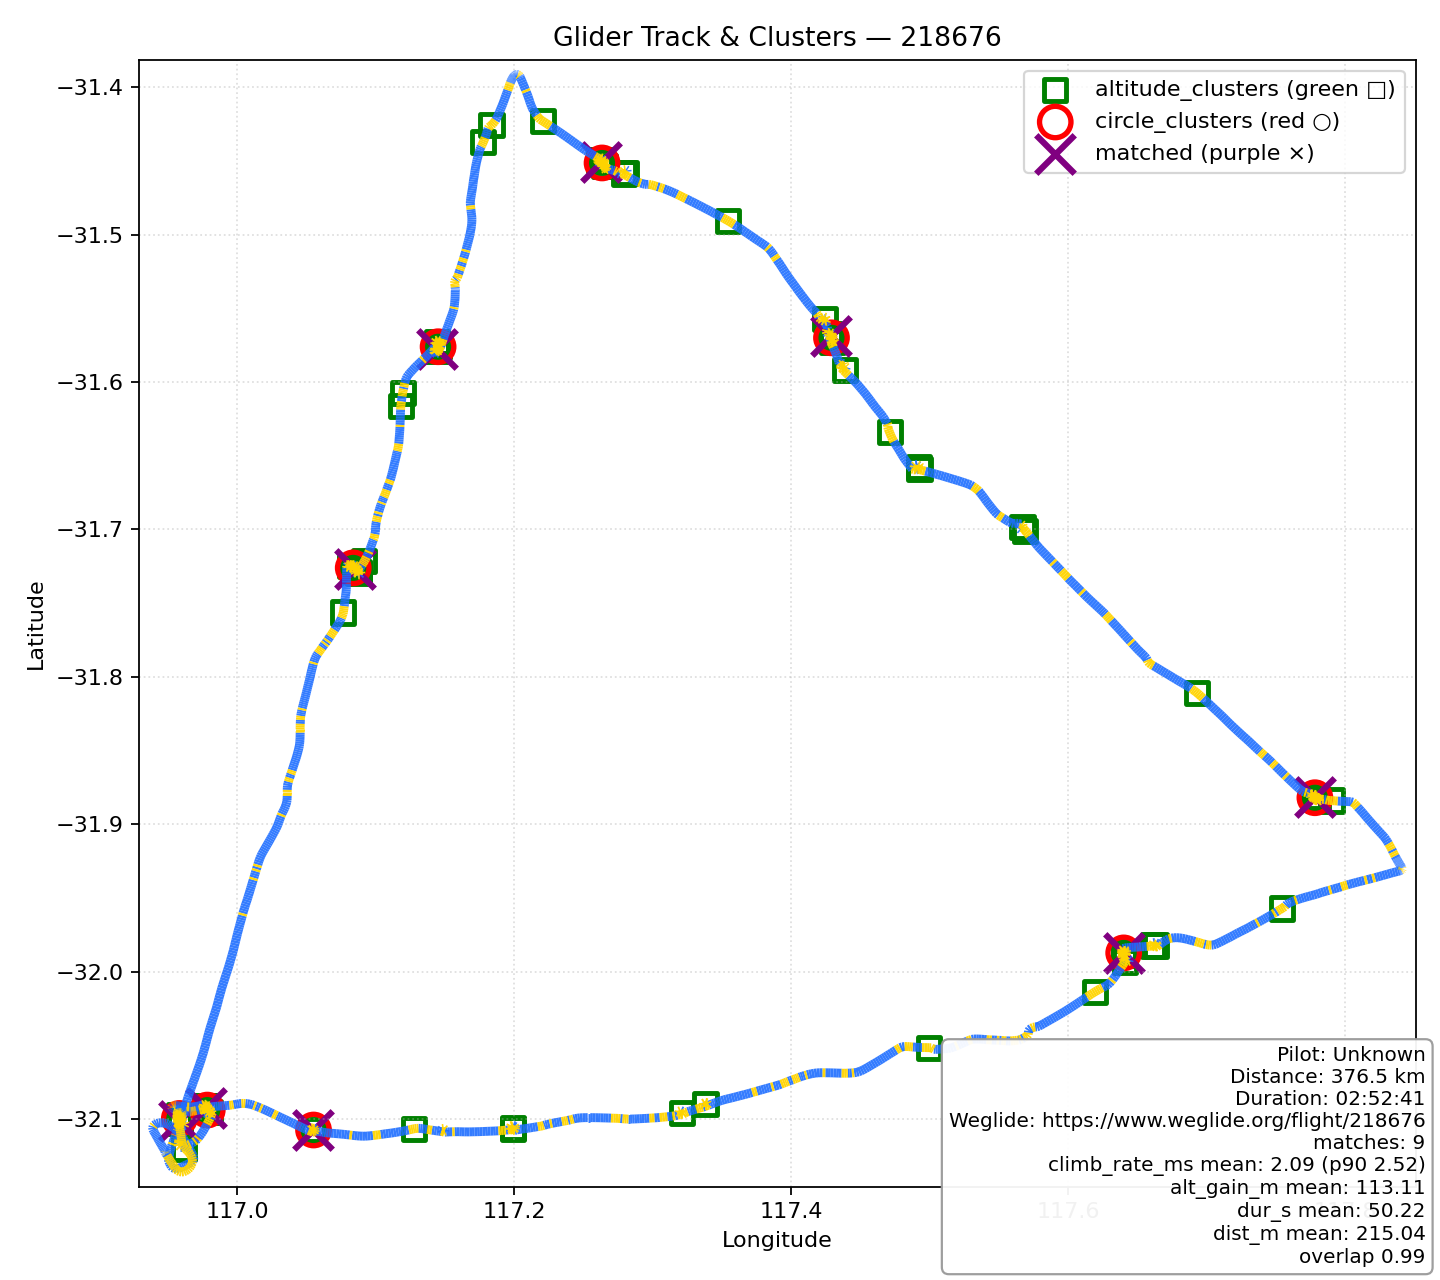 Glider Track & Clusters — 218676
altitude_clusters (green □)
circle_clusters (red ○)
matched (purple ×)
Latitude
−31.4
−31.5
−31.6
−31.7
−31.8
−31.9
−32.0
−32.1
117.0
117.2
117.4
117.6
Longitude
Pilot: Unknown
Distance: 376.5 km
Duration: 02:52:41
Weglide: https://www.weglide.org/flight/218676
matches: 9
climb_rate_ms mean: 2.09 (p90 2.52)
alt_gain_m mean: 113.11
dur_s mean: 50.22
dist_m mean: 215.04
overlap 0.99